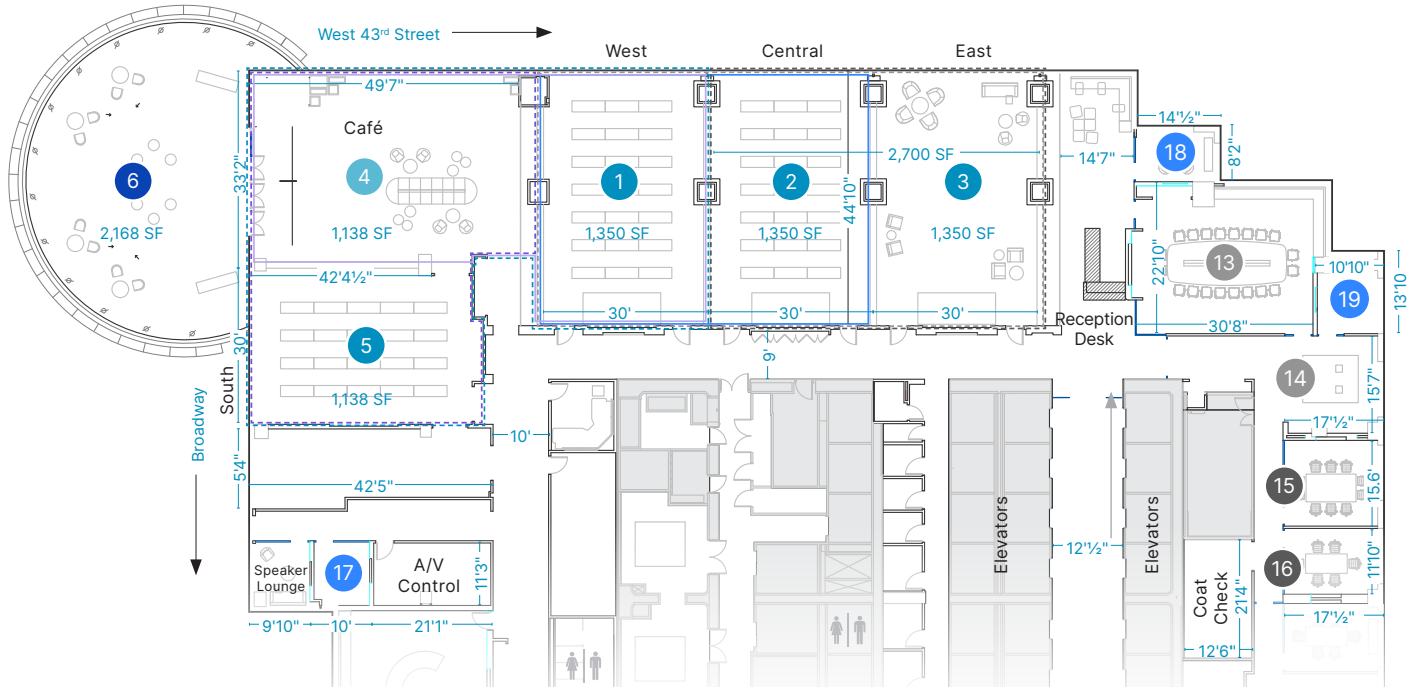 West 43rd Street
West
Central
East
49'7"
Café
14'½"
18
8'2"
14'7"
2,700 SF
33'2"
6
4
1
2
3
44'10"
2,168 SF
1,138 SF
1,350 SF
1,350 SF
1,350 SF
22'10"
13
10'10"
19
13'10
42'4½"
30'
30'
30'
30'8"
Reception
Desk
30'
5
9'
14
15'7"
South
1,138 SF
Broadway
17'½"
10'
5'4"
42'5"
15
15.6'
Elevators
Elevators
12'½"
Speaker
Lounge
17
A/V
Control
11'3"
16
11'10"
Coat
Check
21'4"
9'10"
10'
21'1"
12'6"
17'½"